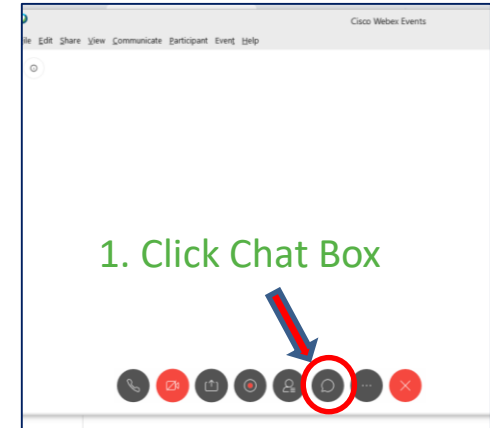 Cisco Webex Events
ile Edit Share View Communicate Participant Event Help
1. Click Chat Box